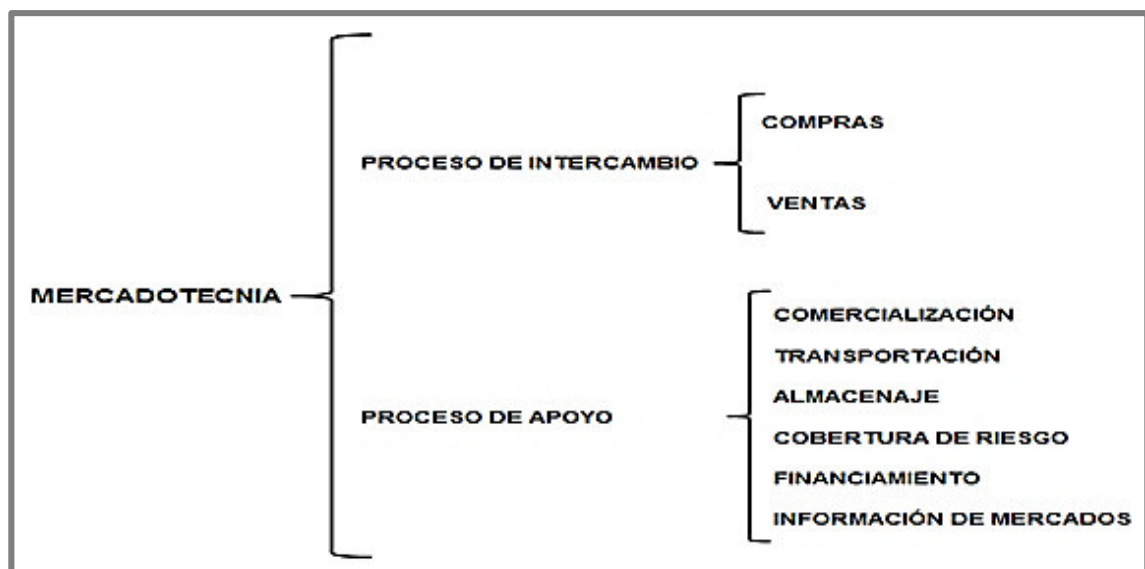 MERCADOTECNIA
PROCESO DE INTERCAMBIO
COMPRAS
VENTAS
PROCESO DE APOYO
COMERCIALIZACIÓN
TRANSPORTACIÓN
ALMACENAJE
COBERTURA DE RIESGO
FINANCIAMIENTO
INFORMACIÓN DE MERCADOS